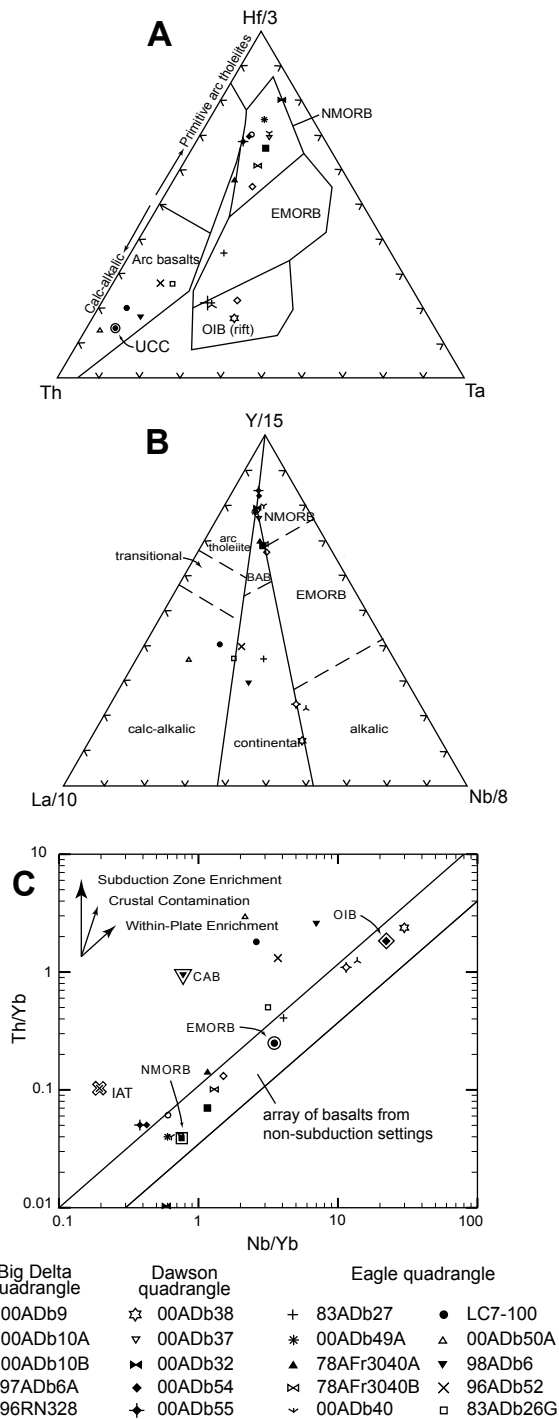 A
Hf/3
Primitive arc tholeiites
NMORB
EMORB
Calc-alkalic
Arc basalts
OIB (rift)
UCC
Th
Ta
B
Y/15
NMORB
arc
tholeiite
transitional
BAB
EMORB
calc-alkalic
continental
alkalic
La/10
Nb/8
C
10
Subduction Zone Enrichment
Crustal Contamination
Within-Plate Enrichment
OIB
1
CAB
EMORB
Th/Yb
NMORB
0.1
IAT
array of basalts from
non-subduction settings
0.01
0.1 1 10 100
Nb/Yb
Big Delta Dawson Eagle quadrangle
quadrangle quadrangle
00ADb9 00ADb38 83ADb27 LC7-100
00ADb10A 00ADb37 00ADb49A 00ADb50A
00ADb10B 00ADb32 78AFr3040A 98ADb6
97ADb6A 00ADb54 78AFr3040B 96ADb52
96RN328 00ADb55 00ADb40 83ADb26G